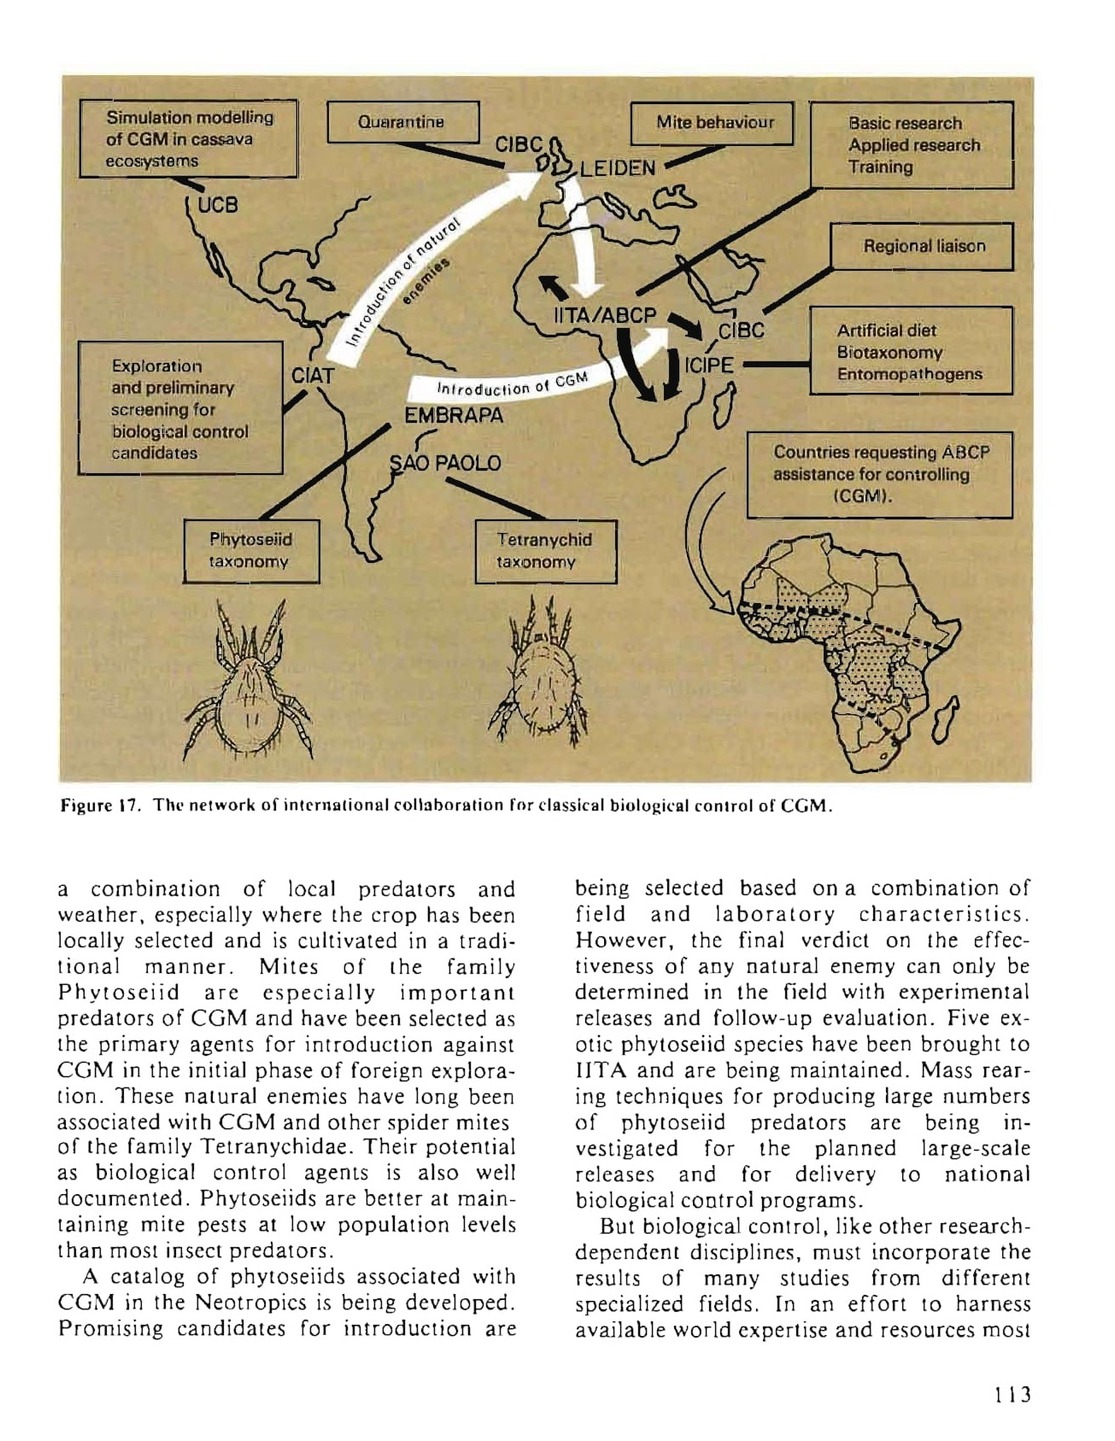 Simulation modelling
of CGM in cassava
ecosystems
Quarantine
Mite behaviour
Basic research
Applied research
Training
CIBC
LEIDEN
UCB
Regional liaison
Introduction of natural
enemies
IITA/ABCP
CIBC
ICIPE
Artificial diet
Biotaxonomy
Entomopathogens
Exploration
and preliminary
screening for
biological control
candidates
CIAT
Introduction of CGM
EMBRAPA
SAO PAOLO
Countries requesting ABCP
assistance for controlling
(CGM).
Phytoseiid
taxonomy
Tetranychid
taxonomy
Figure 17. The network of international collaboration for classical biological control of CGM.
a combination of local predators and
weather, especially where the crop has been
locally selected and is cultivated in a tradi-
tional manner. Mites of the family
Phytoseiid are especially important
predators of CGM and have been selected as
the primary agents for introduction against
CGM in the initial phase of foreign explora-
tion. These natural enemies have long been
associated with CGM and other spider mites
of the family Tetranychidae. Their potential
as biological control agents is also well
documented. Phytoseiids are better at main-
taining mite pests at low population levels
than most insect predators.
A catalog of phytoseiids associated with
CGM in the Neotropics is being developed.
Promising candidates for introduction are
being selected based on a combination of
field and laboratory characteristics.
However, the final verdict on the effec-
tiveness of any natural enemy can only be
determined in the field with experimental
releases and follow-up evaluation. Five ex-
otic phytoseiid species have been brought to
IITA and are being maintained. Mass rear-
ing techniques for producing large numbers
of phytoseiid predators are being in-
vestigated for the planned large-scale
releases and for delivery to national
biological control programs.
But biological control, like other research-
dependent disciplines, must incorporate the
results of many studies from different
specialized fields. In an effort to harness
available world expertise and resources most
113